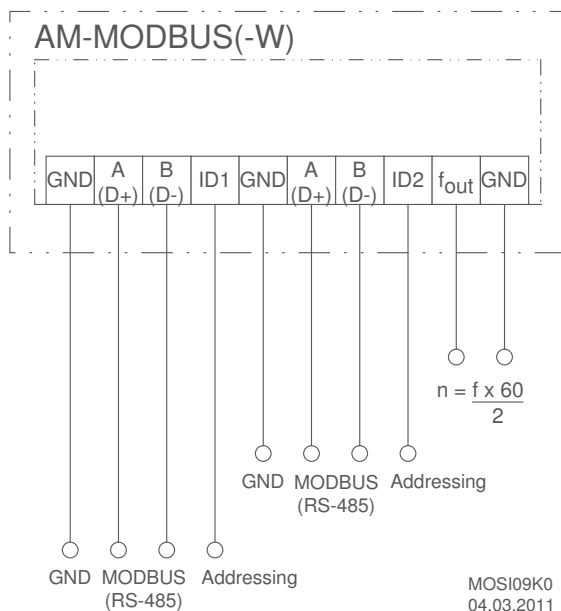 AM-MODBUS(-W)
GND A (D+) B (D-) ID1 GND A (D+) B (D-) ID2 fout GND
n = f x 60
2
GND MODBUS (RS-485) Addressing
GND MODBUS (RS-485) Addressing
MOSI09K0
04.03.2011